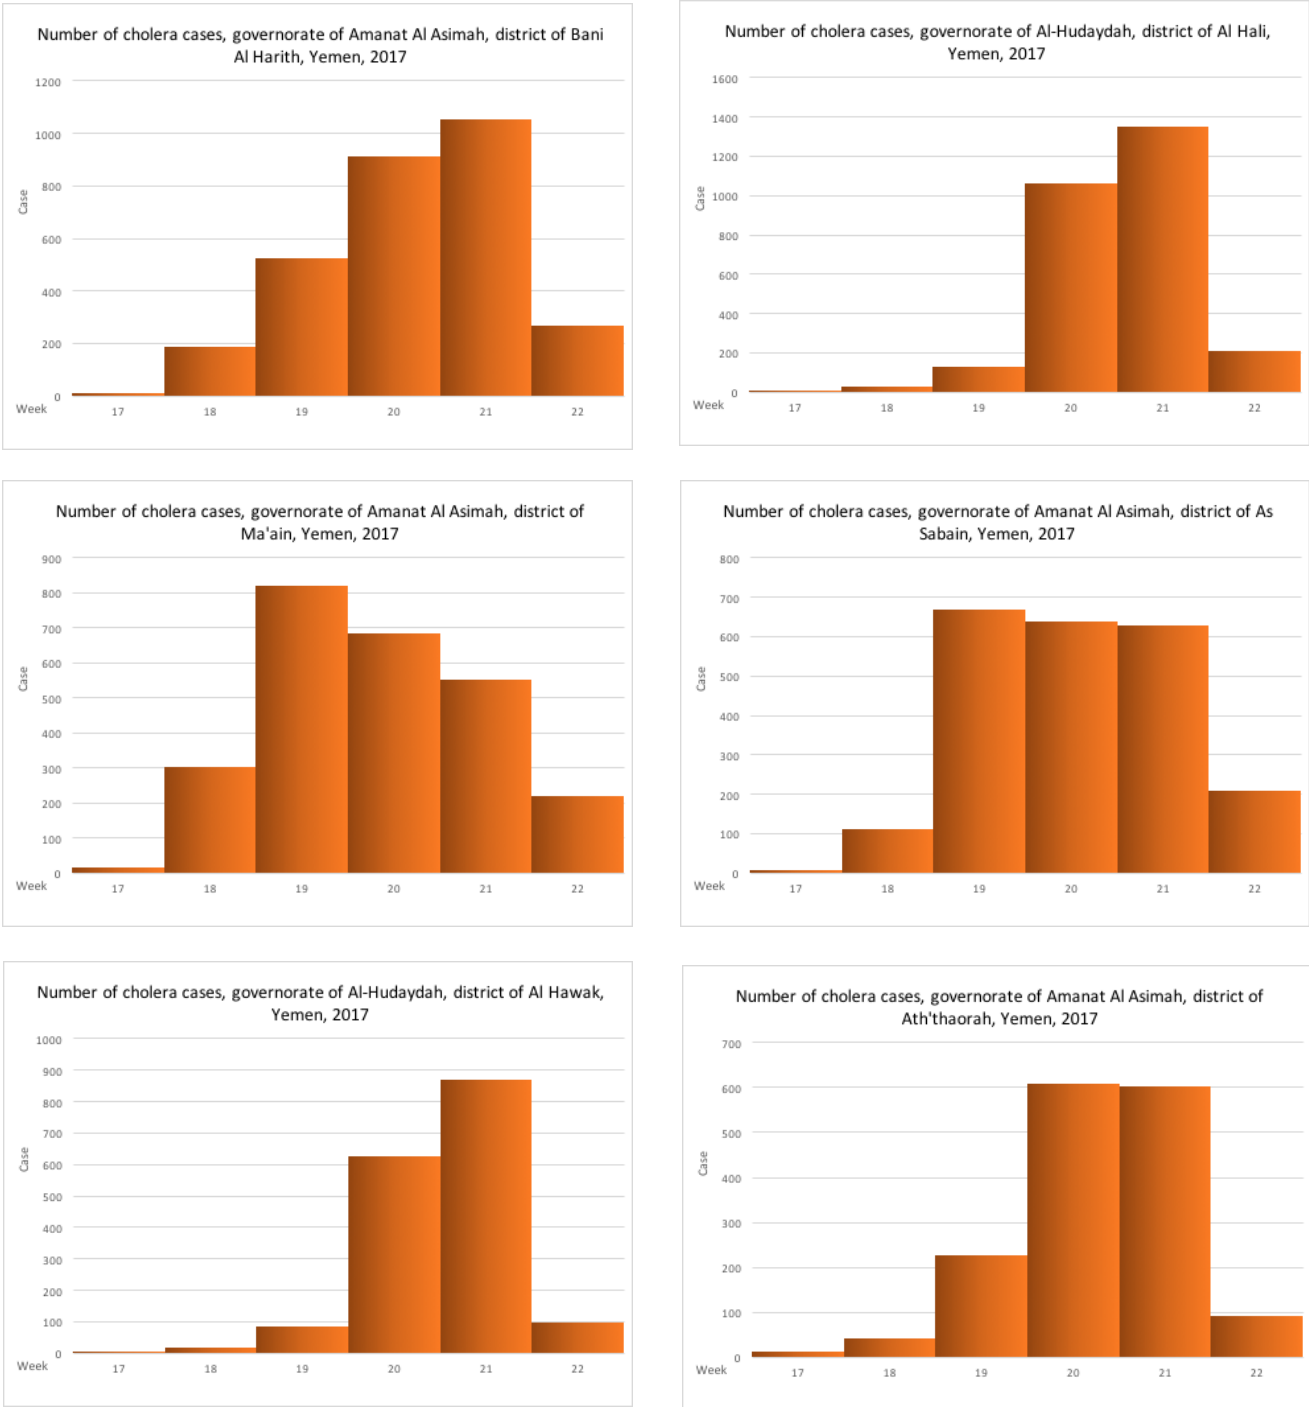 Number of cholera cases, governorate of Amanat Al Asimah, district of Bani
Al Harith, Yemen, 2017
1200
1000
800
600
400
200
0
Case
Week
17 18 19 20 21 22
Number of cholera cases, governorate of Al-Hudaydah, district of Al Hali,
Yemen, 2017
1600
1400
1200
1000
800
600
400
200
0
Case
Week
17 18 19 20 21 22
Number of cholera cases, governorate of Amanat Al Asimah, district of
Ma'ain, Yemen, 2017
900
800
700
600
500
400
300
200
100
0
Case
Week
17 18 19 20 21 22
Number of cholera cases, governorate of Amanat Al Asimah, district of As
Sabain, Yemen, 2017
800
700
600
500
400
300
200
100
0
Case
Week
17 18 19 20 21 22
Number of cholera cases, governorate of Al-Hudaydah, district of Al Hawak,
Yemen, 2017
1000
900
800
700
600
500
400
300
200
100
0
Case
Week
17 18 19 20 21 22
Number of cholera cases, governorate of Amanat Al Asimah, district of
Ath'thaorah, Yemen, 2017
700
600
500
400
300
200
100
0
Case
Week
17 18 19 20 21 22